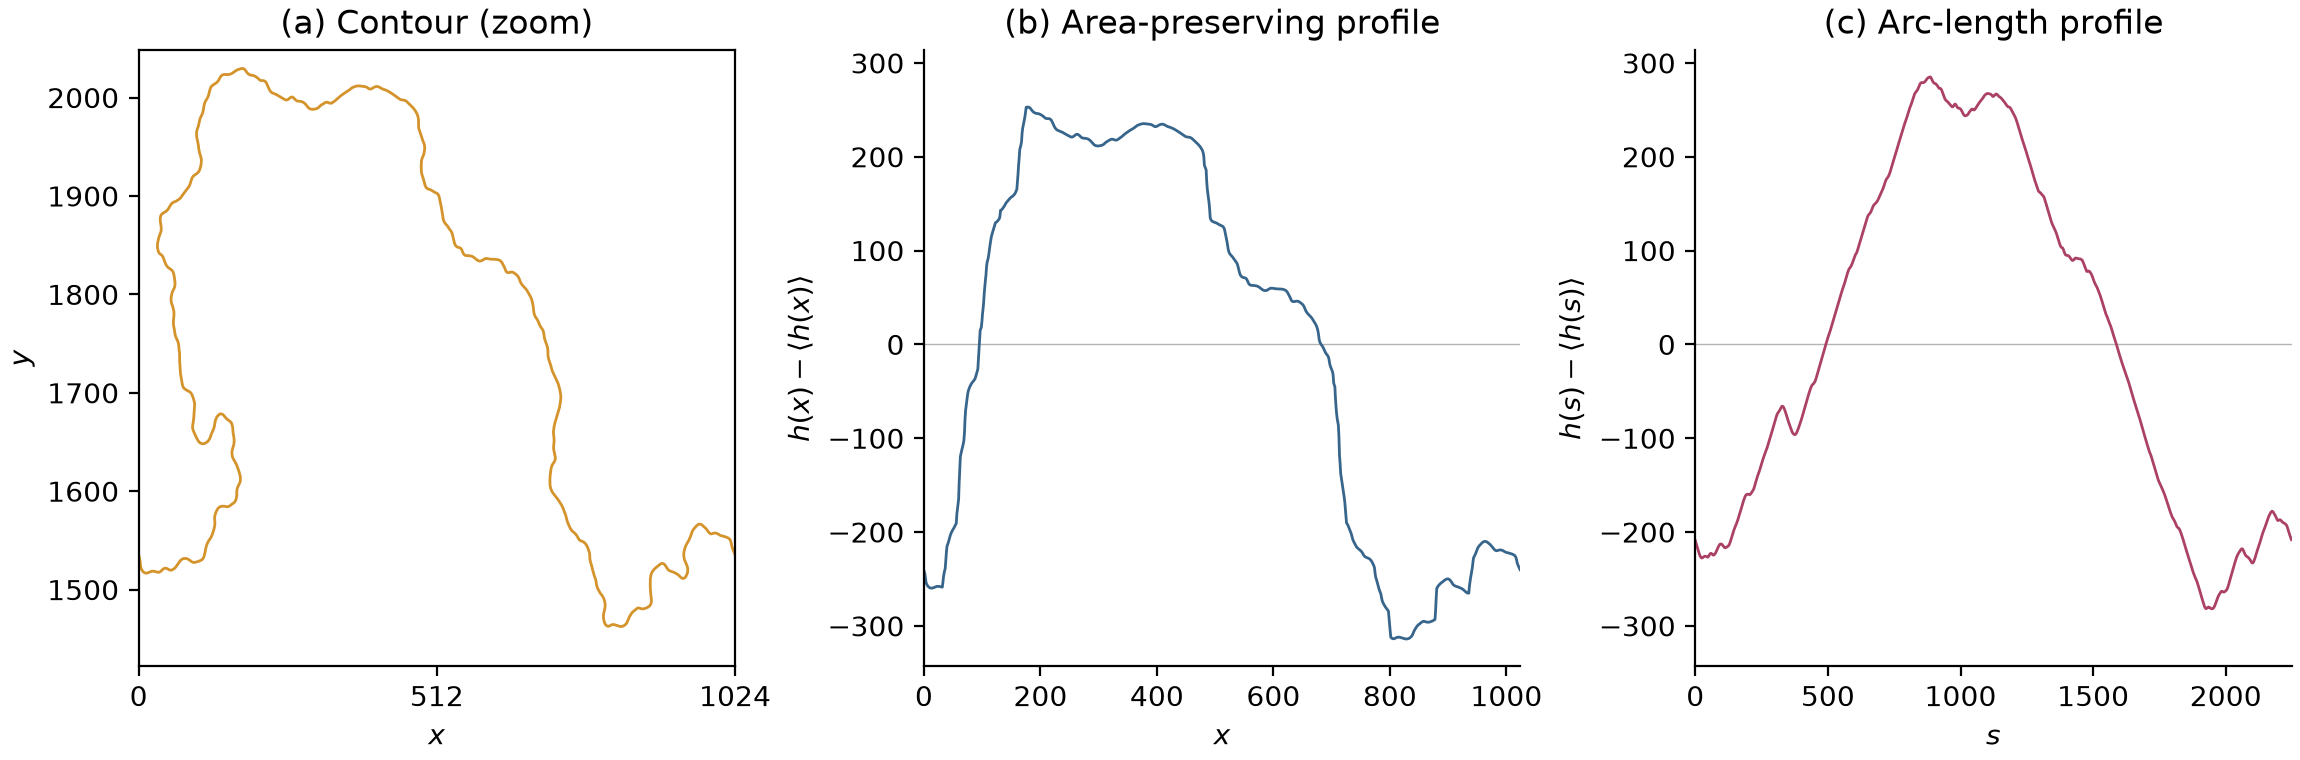 (a) Contour (zoom)
2000
1900
1800
1700
1600
1500
y
0 512 1024
x
(b) Area-preserving profile
300
200
100
0
−100
−200
−300
h(x) − ⟨h(x)⟩
0 200 400 600 800 1000
x
(c) Arc-length profile
300
200
100
0
−100
−200
−300
h(s) − ⟨h(s)⟩
0 500 1000 1500 2000
s